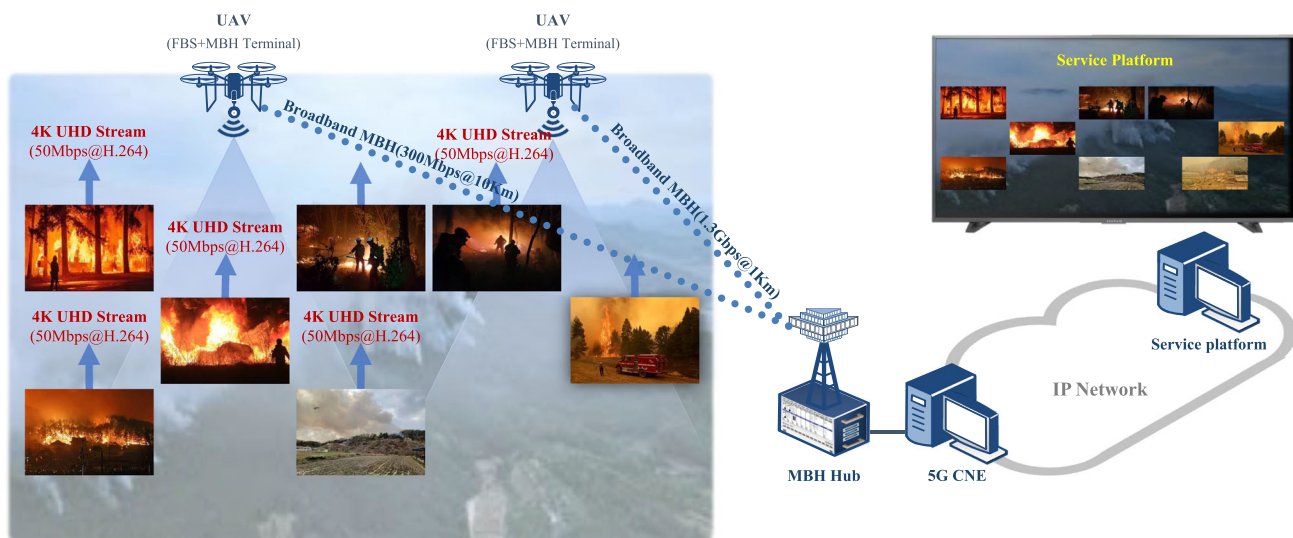 UAV
(FBS+MBH Terminal)
UAV
(FBS+MBH Terminal)
Service Platform
4K UHD Stream
(50Mbps@H.264)
Broadband MBH(300Mbps@10Km)
4K UHD Stream
(50Mbps@H.264)
Broadband MBH(1.3Gbps@1Km)
4K UHD Stream
(50Mbps@H.264)
4K UHD Stream
(50Mbps@H.264)
4K UHD Stream
(50Mbps@H.264)
Service platform
IP Network
MBH Hub
5G CNE